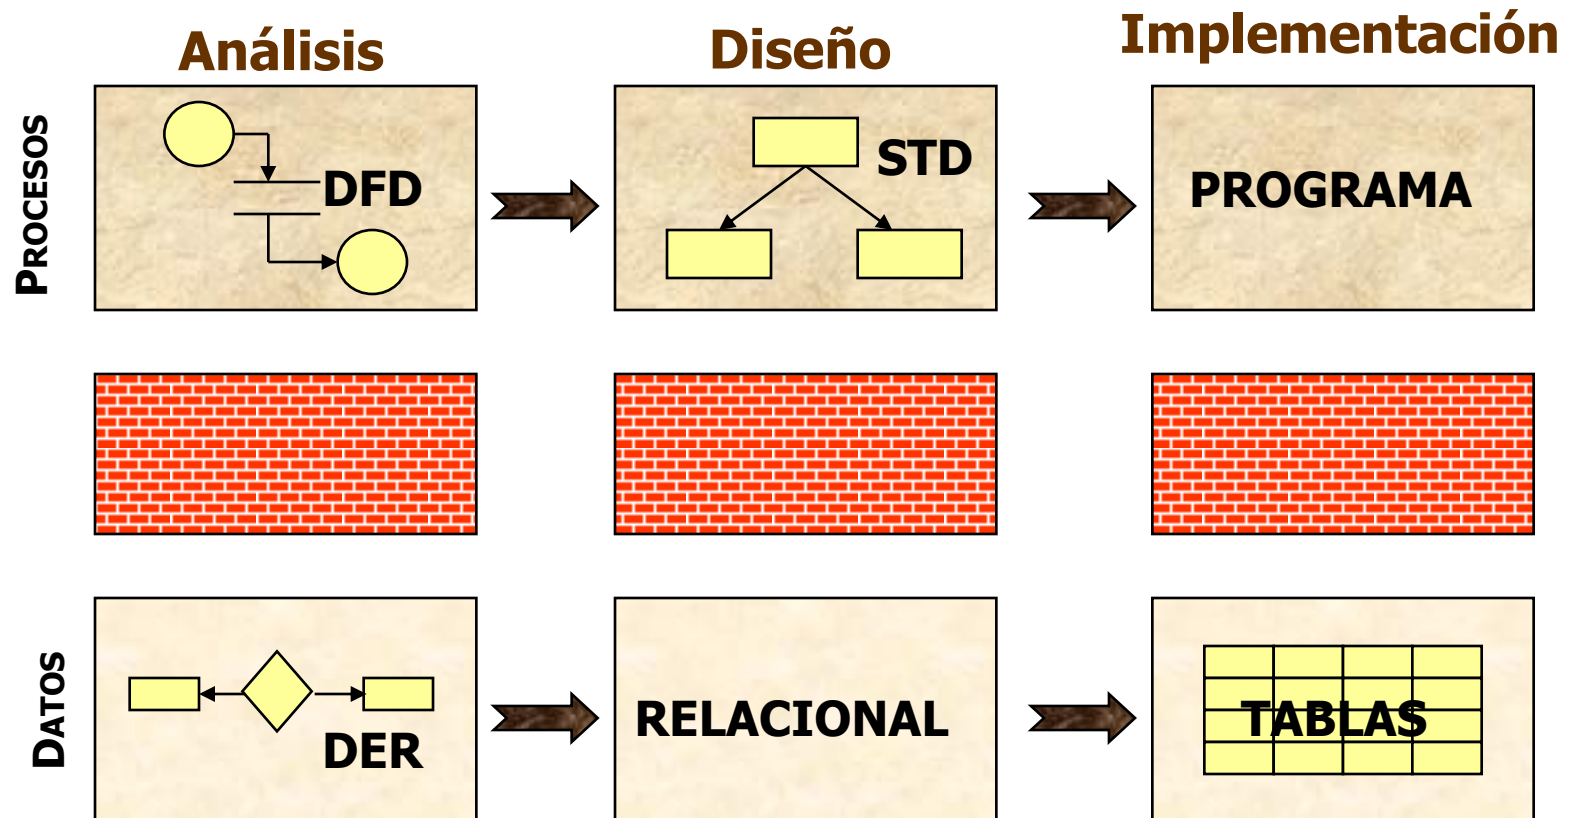 Análisis
Diseño
Implementación
PROCESOS
DFD
STD
PROGRAMA
DATOS
DER
RELACIONAL
TABLAS